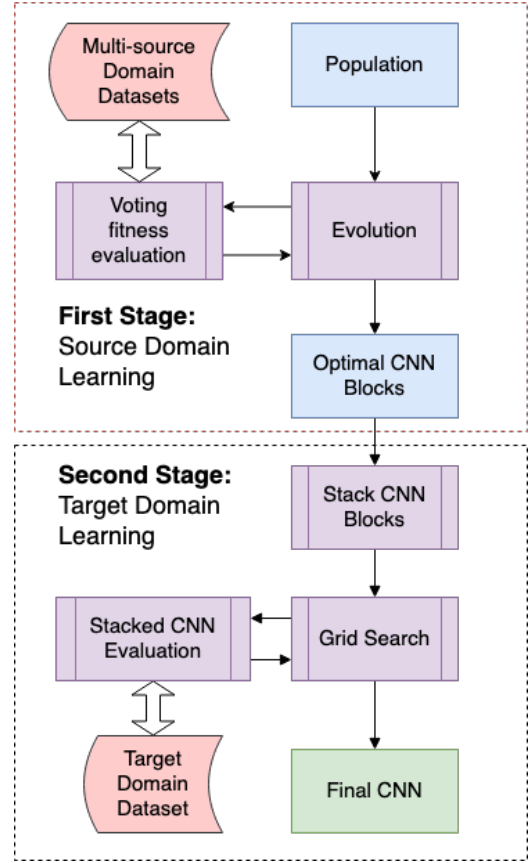 Multi-source
Domain
Datasets
Population
Voting
fitness
evaluation
Evolution
First Stage:
Source Domain
Learning
Optimal CNN
Blocks
Second Stage:
Target Domain
Learning
Stack CNN
Blocks
Stacked CNN
Evaluation
Grid Search
Target
Domain
Dataset
Final CNN